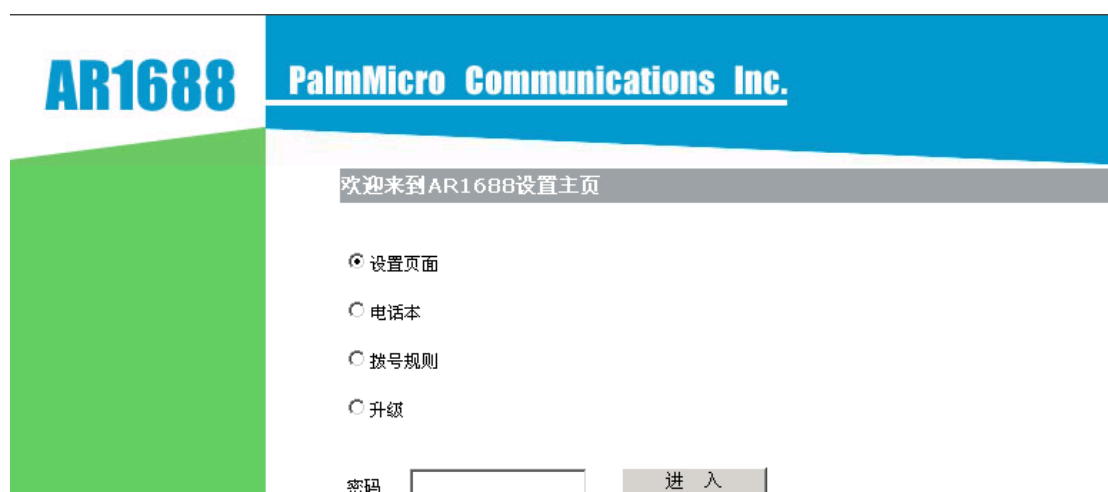 AR1688
PalmMicro Communications Inc.
欢迎来到AR1688设置主页
设置页面
电话本
拨号规则
升级
密码
进 入